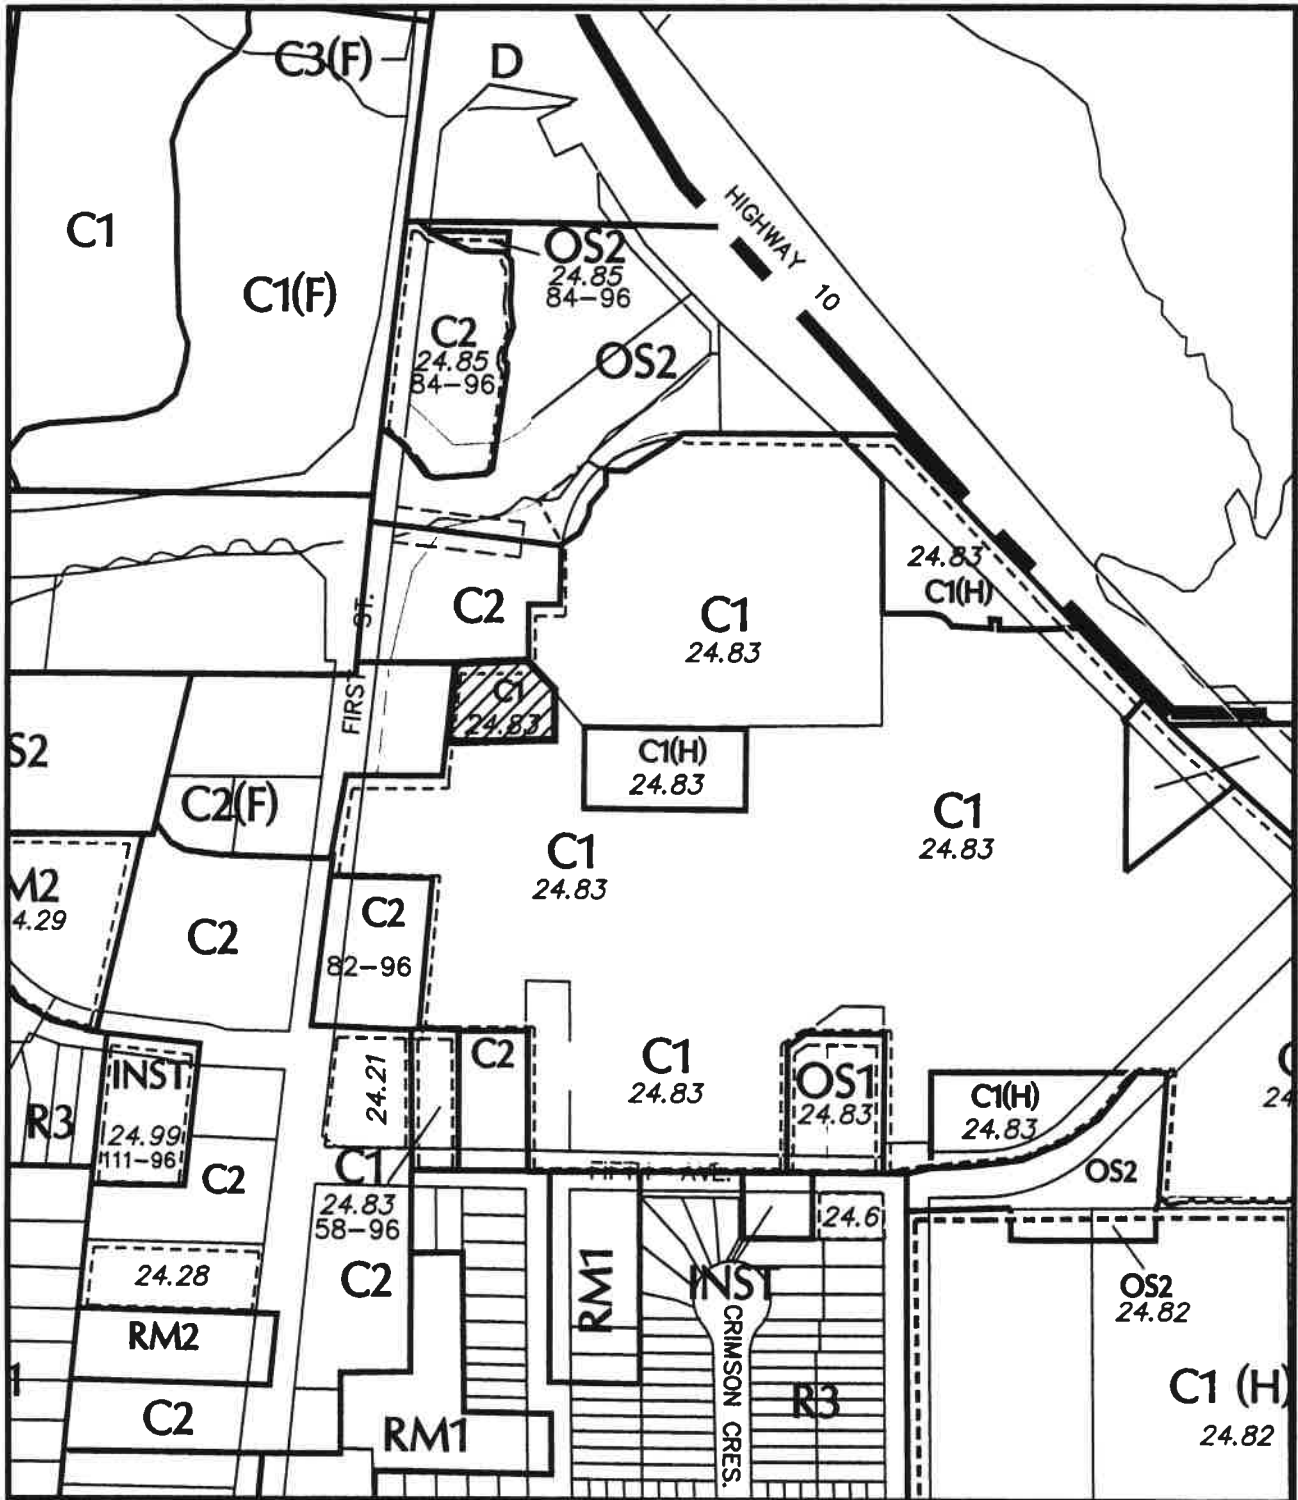 C3(F)
D
C1
C1(F)
HIGHWAY 10
OS2
24.85
84-96
C2
24.85
84-96
OS2
24.83
C1(H)
C2
C1
24.83
FIRST ST.
C1
24.83
S2
C1(H)
24.83
C2(F)
C1
24.83
C1
24.83
M2
4.29
C2
C2
82-96
INST
24.99
111-96
R3
24.21
C2
C1
24.83
OS1
24.83
C1(H)
24.83
C
24
OS2
C2
C1
24.83
58-96
AVE.
24.6
24.28
C2
RM1
INST
CRIMSON CRES.
OS2
24.82
RM2
1
C2
RM1
R3
C1 (H)
24.82